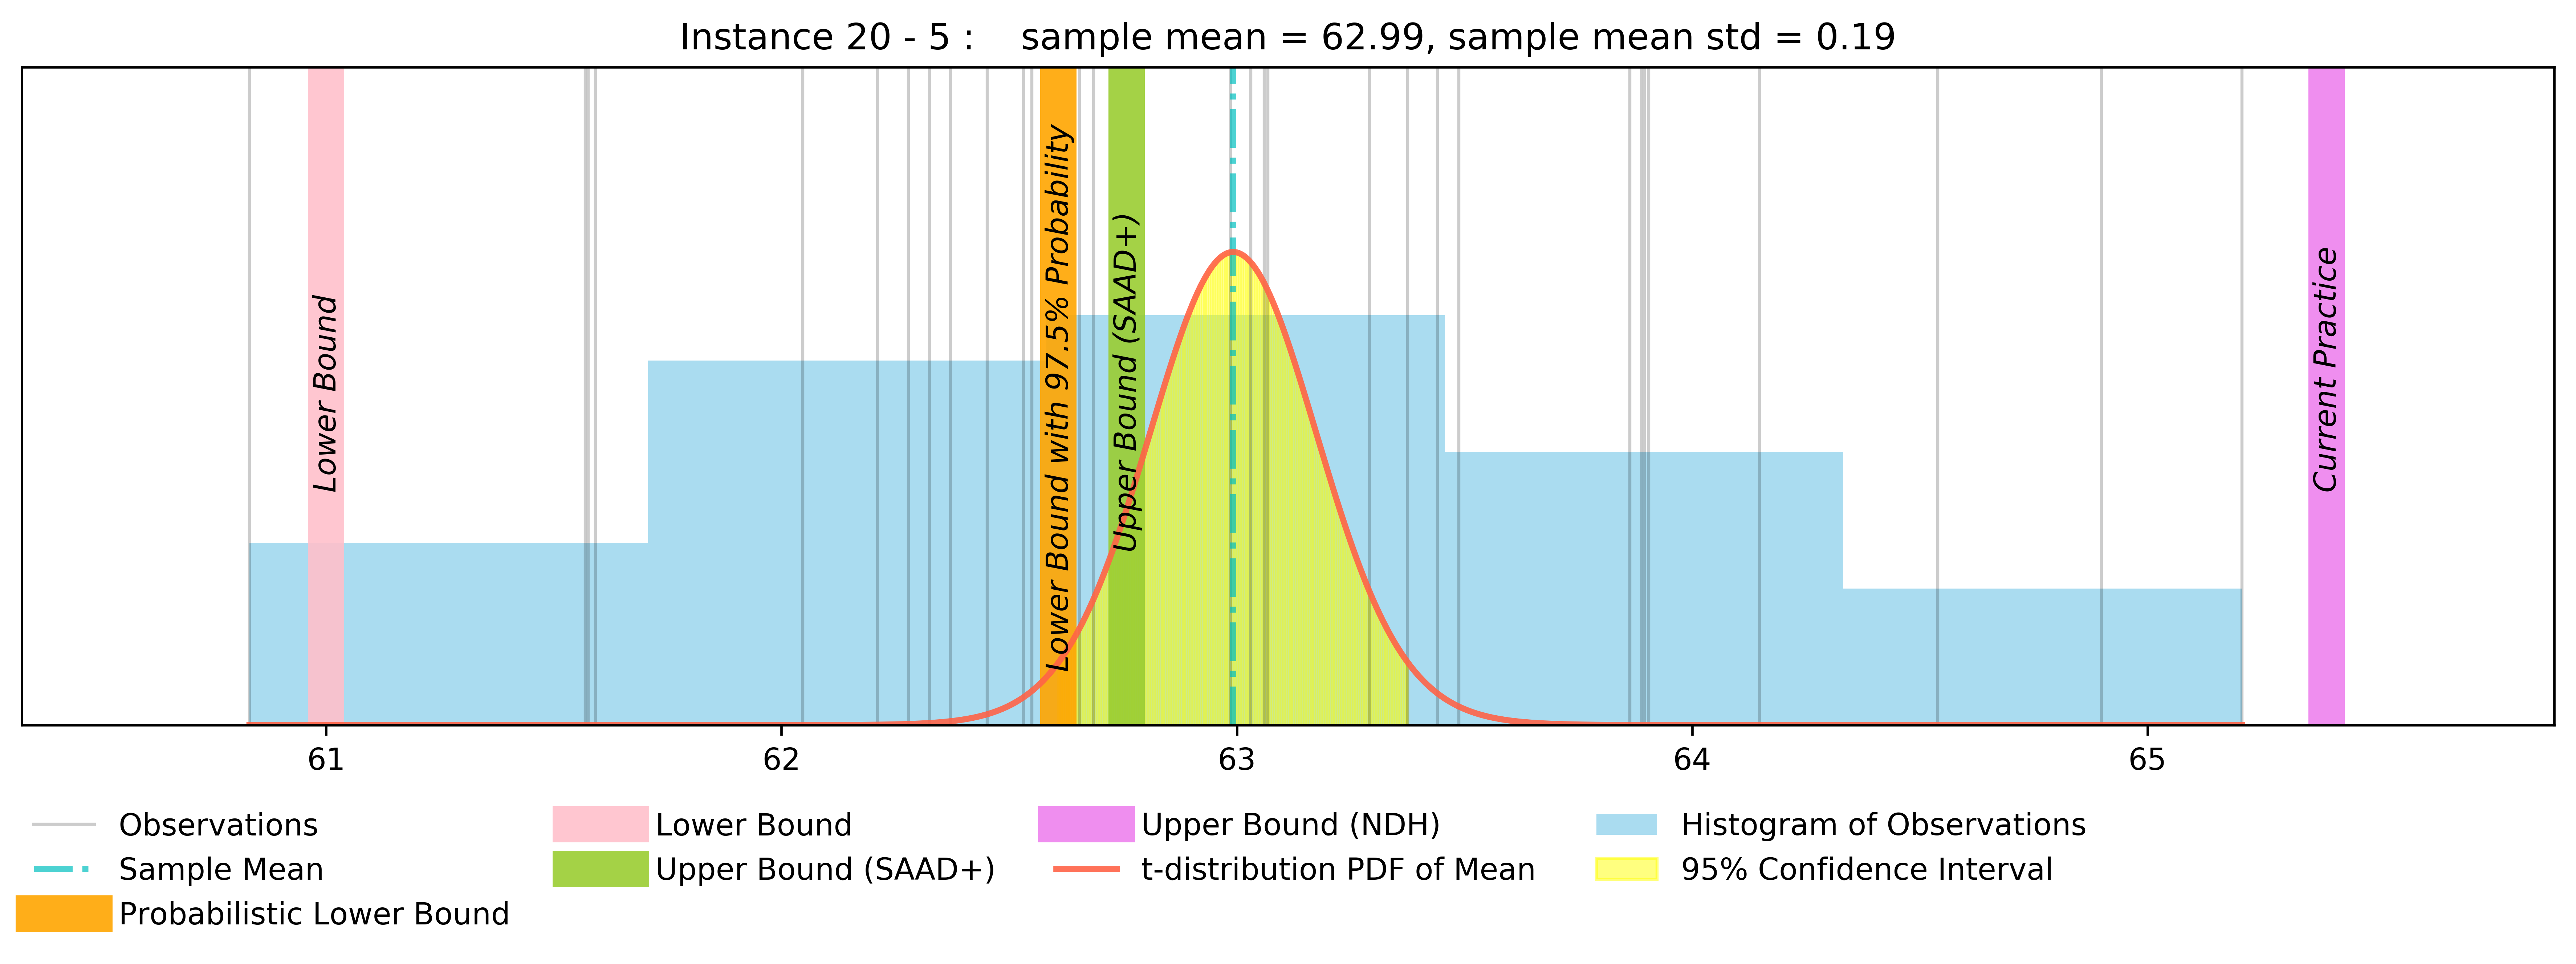 Instance 20 - 5 :    sample mean = 62.99, sample mean std = 0.19
Lower Bound
Lower Bound with 97.5% Probability
Upper Bound (SAAD+)
Current Practice
61 62 63 64 65
Observations
Sample Mean
Probabilistic Lower Bound
Lower Bound
Upper Bound (SAAD+)
Upper Bound (NDH)
t-distribution PDF of Mean
Histogram of Observations
95% Confidence Interval